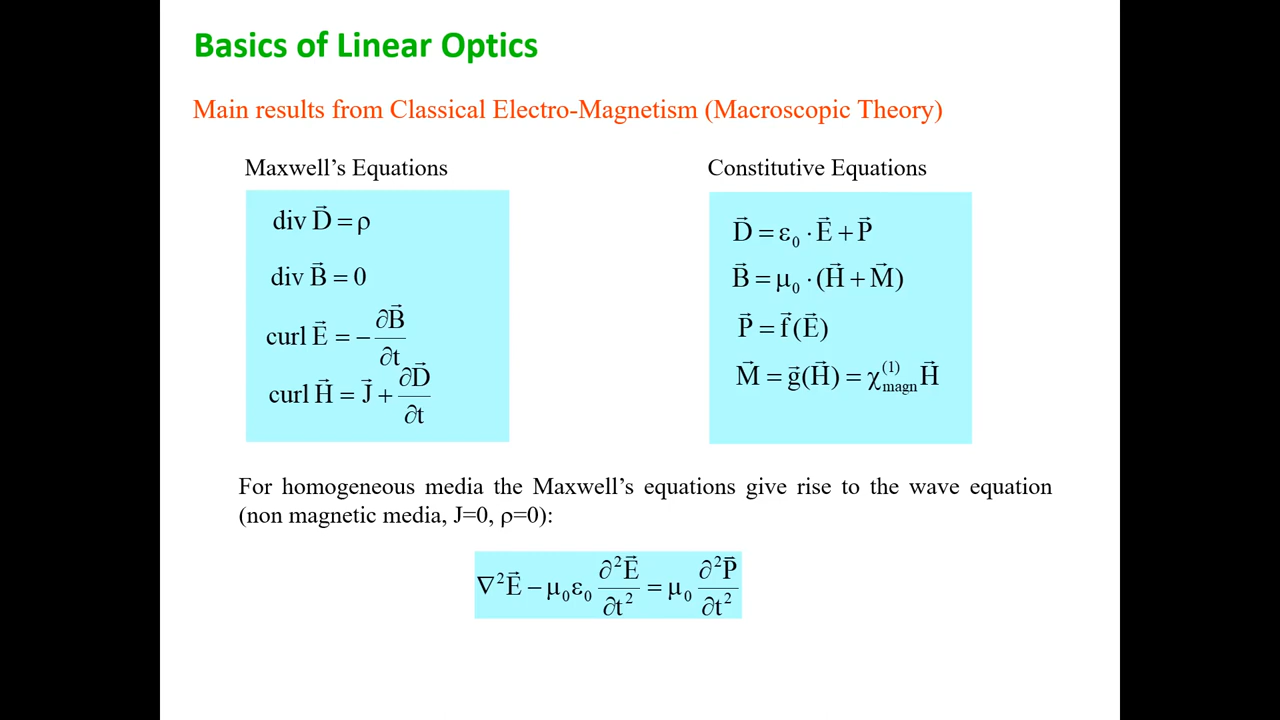 Basics of Linear Optics
Main results from Classical Electro-Magnetism (Macroscopic Theory)
Maxwell’s Equations
div D⃗ = ρ
div B⃗ = 0
curl E⃗ = − ∂B⃗/∂t
curl H⃗ = J⃗ + ∂D⃗/∂t
Constitutive Equations
D⃗ = ε₀ · E⃗ + P⃗
B⃗ = μ₀ · (H⃗ + M⃗)
P⃗ = f⃗(E⃗)
M⃗ = g⃗(H⃗) = χ⁽¹⁾magn H⃗
For homogeneous media the Maxwell’s equations give rise to the wave equation
(non magnetic media, J=0, ρ=0):
∇²E⃗ − μ₀ε₀ ∂²E⃗/∂t² = μ₀ ∂²P⃗/∂t²